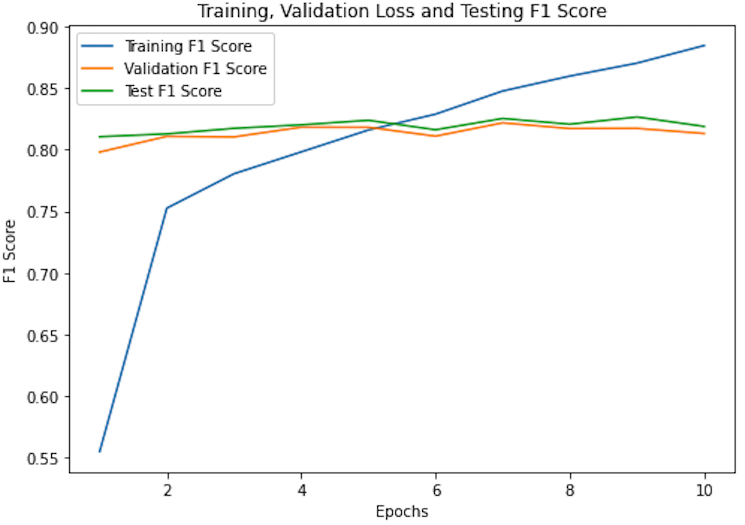 Training, Validation Loss and Testing F1 Score
Training F1 Score
Validation F1 Score
Test F1 Score
F1 Score
0.90
0.85
0.80
0.75
0.70
0.65
0.60
0.55
2 4 6 8 10
Epochs